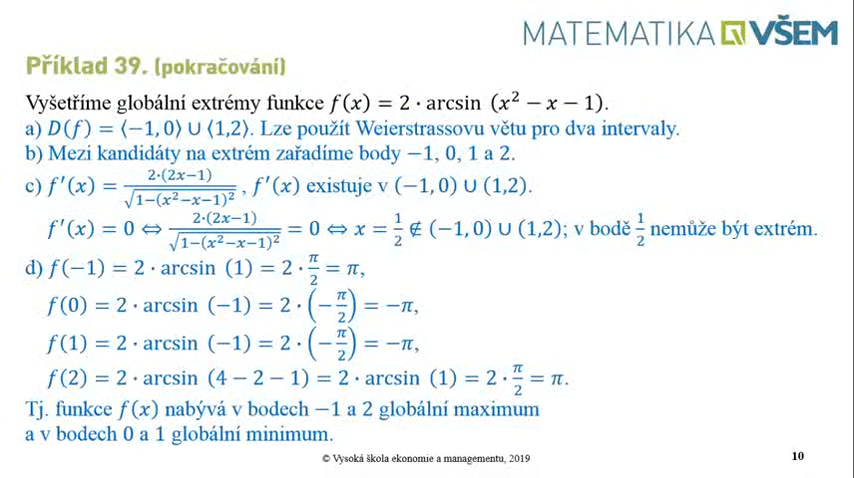 MATEMATIKA VŠEM
Příklad 39. (pokračování)
Vyšetříme globální extrémy funkce f(x) = 2 · arcsin (x² − x − 1).
a) D(f) = ⟨−1, 0⟩ ∪ ⟨1,2⟩. Lze použít Weierstrassovu větu pro dva intervaly.
b) Mezi kandidáty na extrém zařadíme body −1, 0, 1 a 2.
c) f′(x) = 2·(2x−1)/√(1−(x²−x−1)²) , f′(x) existuje v (−1, 0) ∪ (1,2).
f′(x) = 0 ⇔ 2·(2x−1)/√(1−(x²−x−1)²) = 0 ⇔ x = 1/2 ∉ (−1, 0) ∪ (1,2); v bodě 1/2 nemůže být extrém.
d) f(−1) = 2 · arcsin (1) = 2 · π/2 = π,
f(0) = 2 · arcsin (−1) = 2 · (−π/2) = −π,
f(1) = 2 · arcsin (−1) = 2 · (−π/2) = −π,
f(2) = 2 · arcsin (4 − 2 − 1) = 2 · arcsin (1) = 2 · π/2 = π.
Tj. funkce f(x) nabývá v bodech −1 a 2 globální maximum
a v bodech 0 a 1 globální minimum.
© Vysoká škola ekonomie a managementu, 2019
10